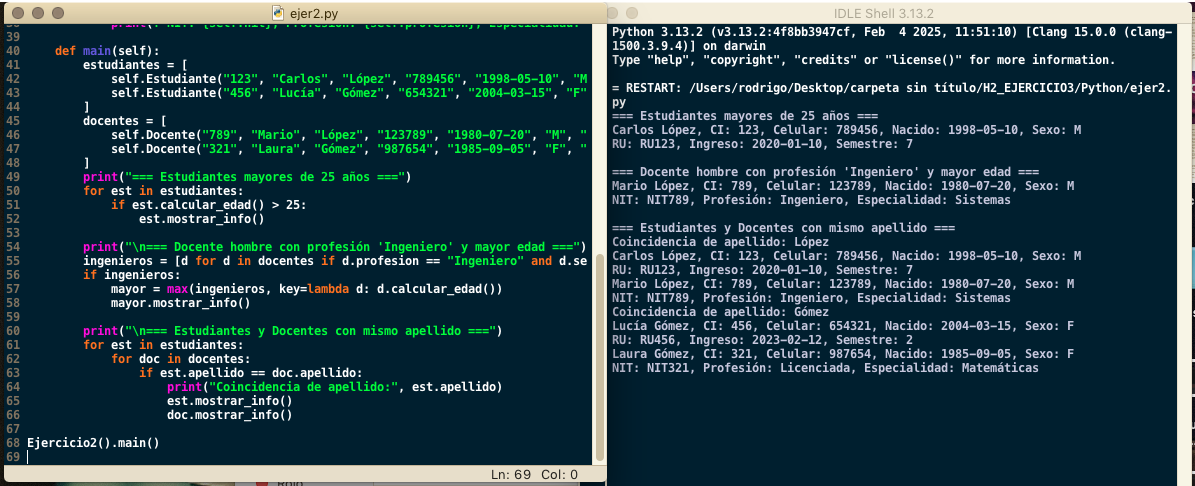 ejer2.py
38 print(f"NIT: {self.nit}, Profesión: {self.profesion}, Especialidad:
39
40 def main(self):
41 estudiantes = [
42 self.Estudiante("123", "Carlos", "López", "789456", "1998-05-10", "M
43 self.Estudiante("456", "Lucía", "Gómez", "654321", "2004-03-15", "F"
44 ]
45 docentes = [
46 self.Docente("789", "Mario", "López", "123789", "1980-07-20", "M", "
47 self.Docente("321", "Laura", "Gómez", "987654", "1985-09-05", "F", "
48 ]
49 print("=== Estudiantes mayores de 25 años ===")
50 for est in estudiantes:
51 if est.calcular_edad() > 25:
52 est.mostrar_info()
53
54 print("\n=== Docente hombre con profesión 'Ingeniero' y mayor edad ===")
55 ingenieros = [d for d in docentes if d.profesion == "Ingeniero" and d.se
56 if ingenieros:
57 mayor = max(ingenieros, key=lambda d: d.calcular_edad())
58 mayor.mostrar_info()
59
60 print("\n=== Estudiantes y Docentes con mismo apellido ===")
61 for est in estudiantes:
62 for doc in docentes:
63 if est.apellido == doc.apellido:
64 print("Coincidencia de apellido:", est.apellido)
65 est.mostrar_info()
66 doc.mostrar_info()
67
68 Ejercicio2().main()
69
Ln: 69 Col: 0
IDLE Shell 3.13.2
Python 3.13.2 (v3.13.2:4f8bb3947cf, Feb 4 2025, 11:51:10) [Clang 15.0.0 (clang-
1500.3.9.4)] on darwin
Type "help", "copyright", "credits" or "license()" for more information.
= RESTART: /Users/rodrigo/Desktop/carpeta sin título/H2_EJERCICIO3/Python/ejer2.
py
=== Estudiantes mayores de 25 años ===
Carlos López, CI: 123, Celular: 789456, Nacido: 1998-05-10, Sexo: M
RU: RU123, Ingreso: 2020-01-10, Semestre: 7
=== Docente hombre con profesión 'Ingeniero' y mayor edad ===
Mario López, CI: 789, Celular: 123789, Nacido: 1980-07-20, Sexo: M
NIT: NIT789, Profesión: Ingeniero, Especialidad: Sistemas
=== Estudiantes y Docentes con mismo apellido ===
Coincidencia de apellido: López
Carlos López, CI: 123, Celular: 789456, Nacido: 1998-05-10, Sexo: M
RU: RU123, Ingreso: 2020-01-10, Semestre: 7
Mario López, CI: 789, Celular: 123789, Nacido: 1980-07-20, Sexo: M
NIT: NIT789, Profesión: Ingeniero, Especialidad: Sistemas
Coincidencia de apellido: Gómez
Lucía Gómez, CI: 456, Celular: 654321, Nacido: 2004-03-15, Sexo: F
RU: RU456, Ingreso: 2023-02-12, Semestre: 2
Laura Gómez, CI: 321, Celular: 987654, Nacido: 1985-09-05, Sexo: F
NIT: NIT321, Profesión: Licenciada, Especialidad: Matemáticas